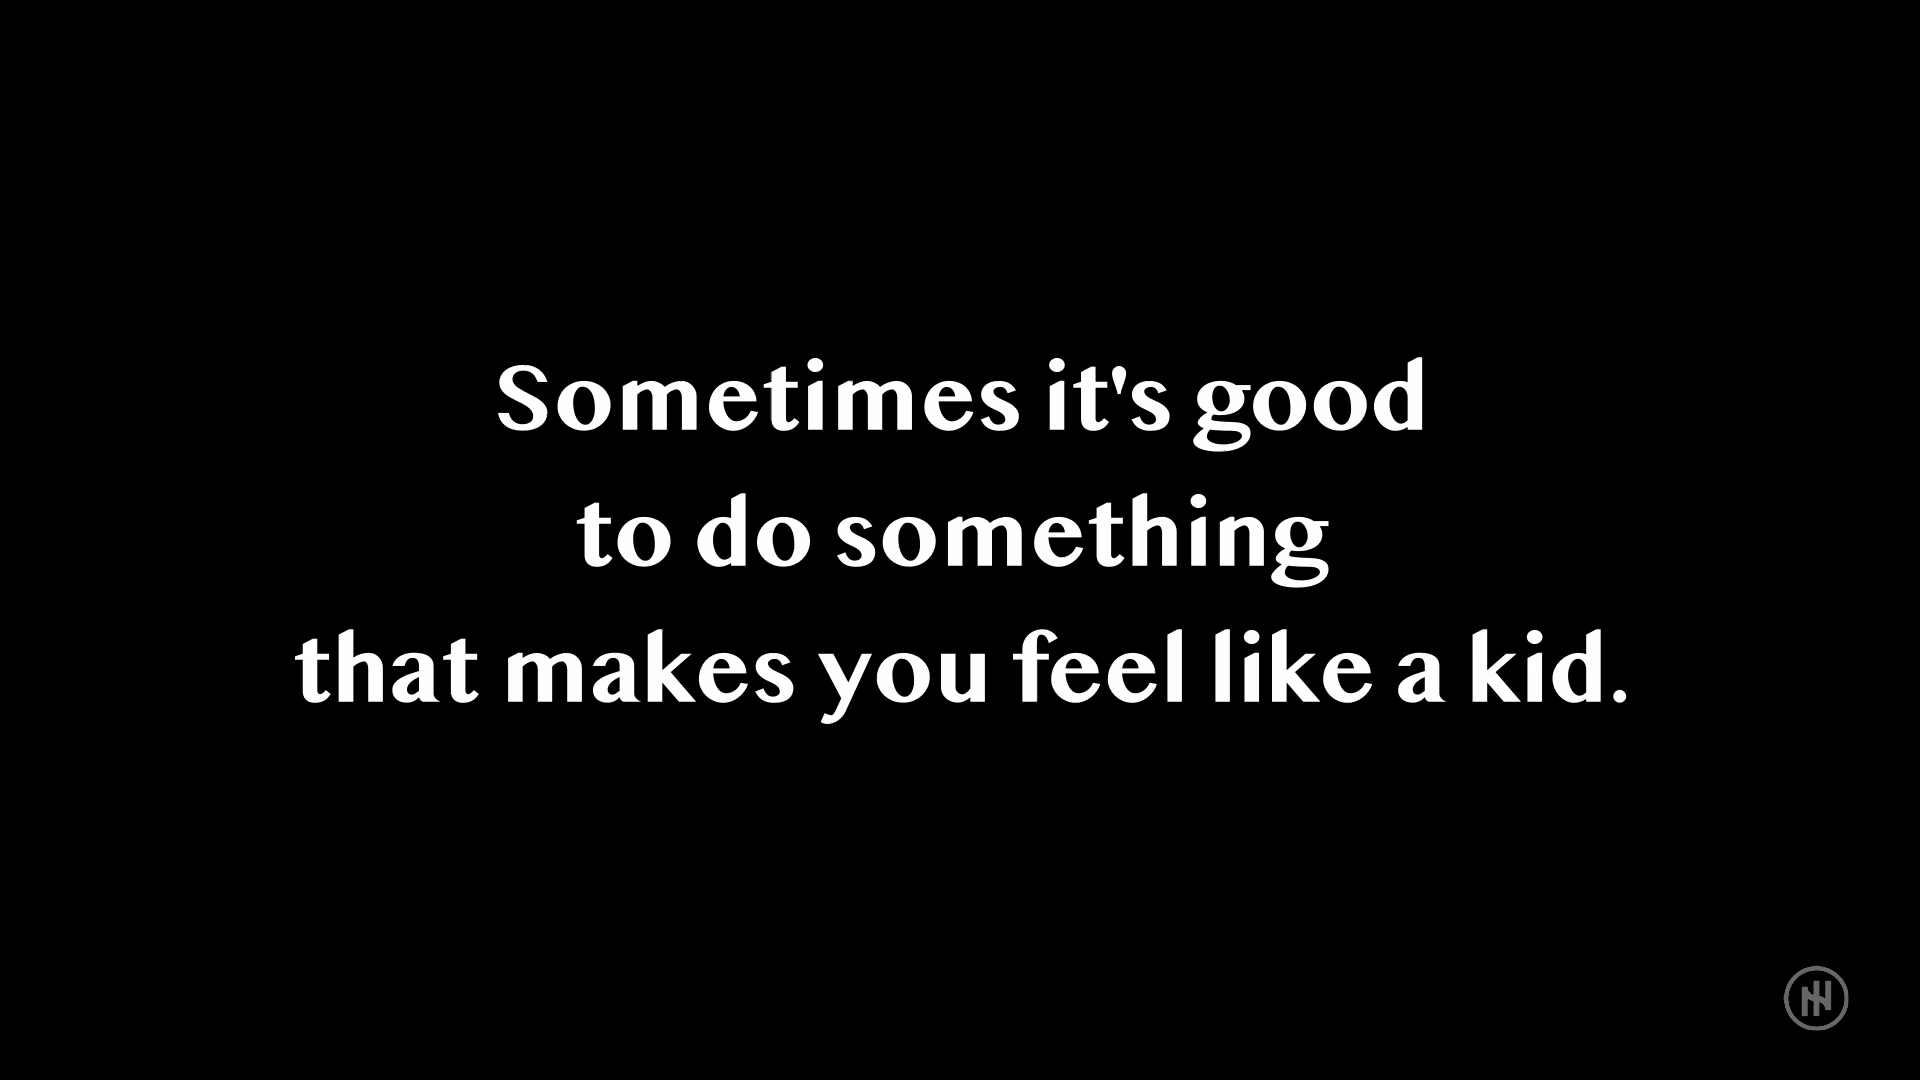 Sometimes it's good
to do something
that makes you feel like a kid.